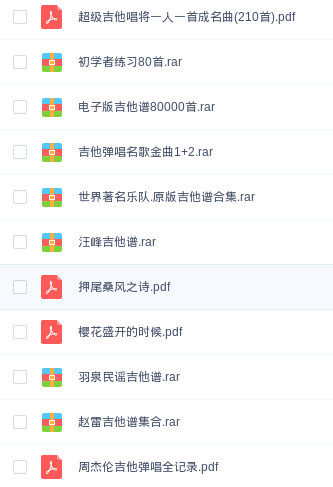 超级吉他唱将一人一首成名曲(210首).pdf
初学者练习80首.rar
电子版吉他谱80000首.rar
吉他弹唱名歌金曲1+2.rar
世界著名乐队.原版吉他谱合集.rar
汪峰吉他谱.rar
押尾桑风之诗.pdf
樱花盛开的时候.pdf
羽泉民谣吉他谱.rar
赵雷吉他谱集合.rar
周杰伦吉他弹唱全记录.pdf